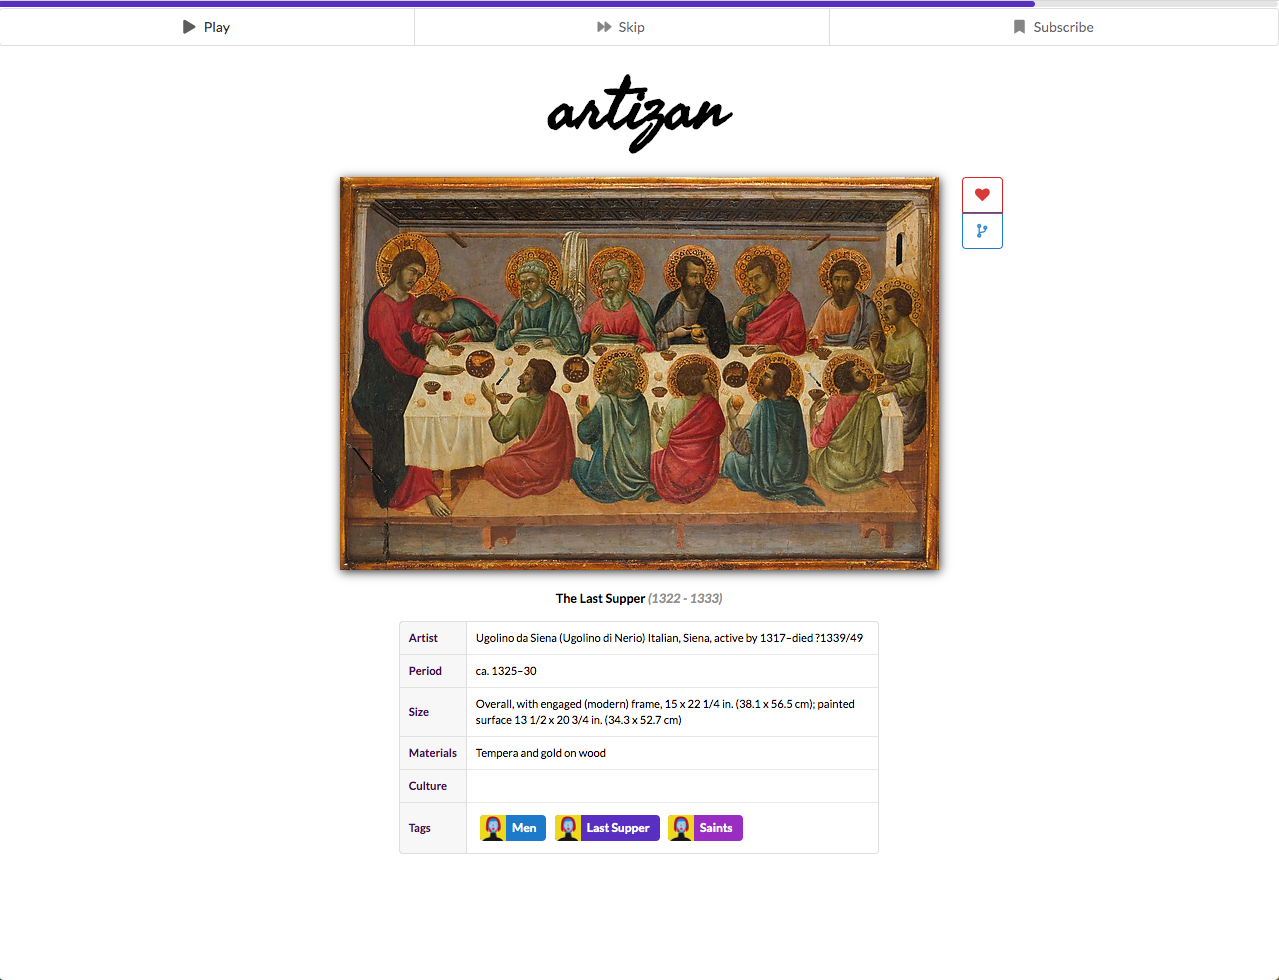 Play
Skip
Subscribe
artizan
The Last Supper (1322 - 1333)
Artist
Ugolino da Siena (Ugolino di Nerio) Italian, Siena, active by 1317–died ?1339/49
Period
ca. 1325–30
Size
Overall, with engaged (modern) frame, 15 x 22 1/4 in. (38.1 x 56.5 cm); painted
surface 13 1/2 x 20 3/4 in. (34.3 x 52.7 cm)
Materials
Tempera and gold on wood
Culture
Tags
Men
Last Supper
Saints